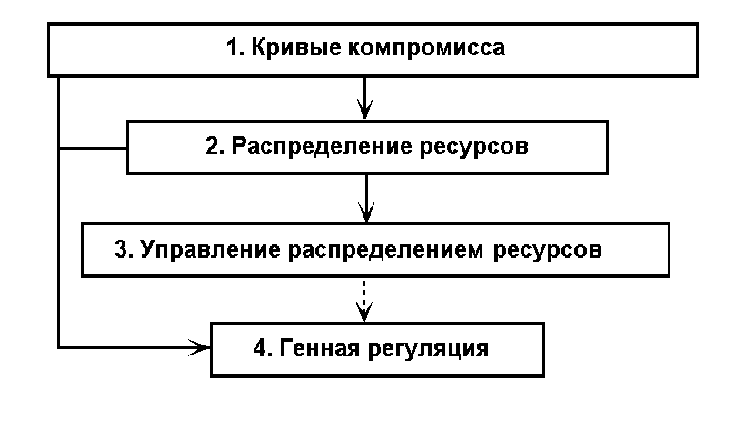 1. Кривые компромисса
2. Распределение ресурсов
3. Управление распределением ресурсов
4. Генная регуляция